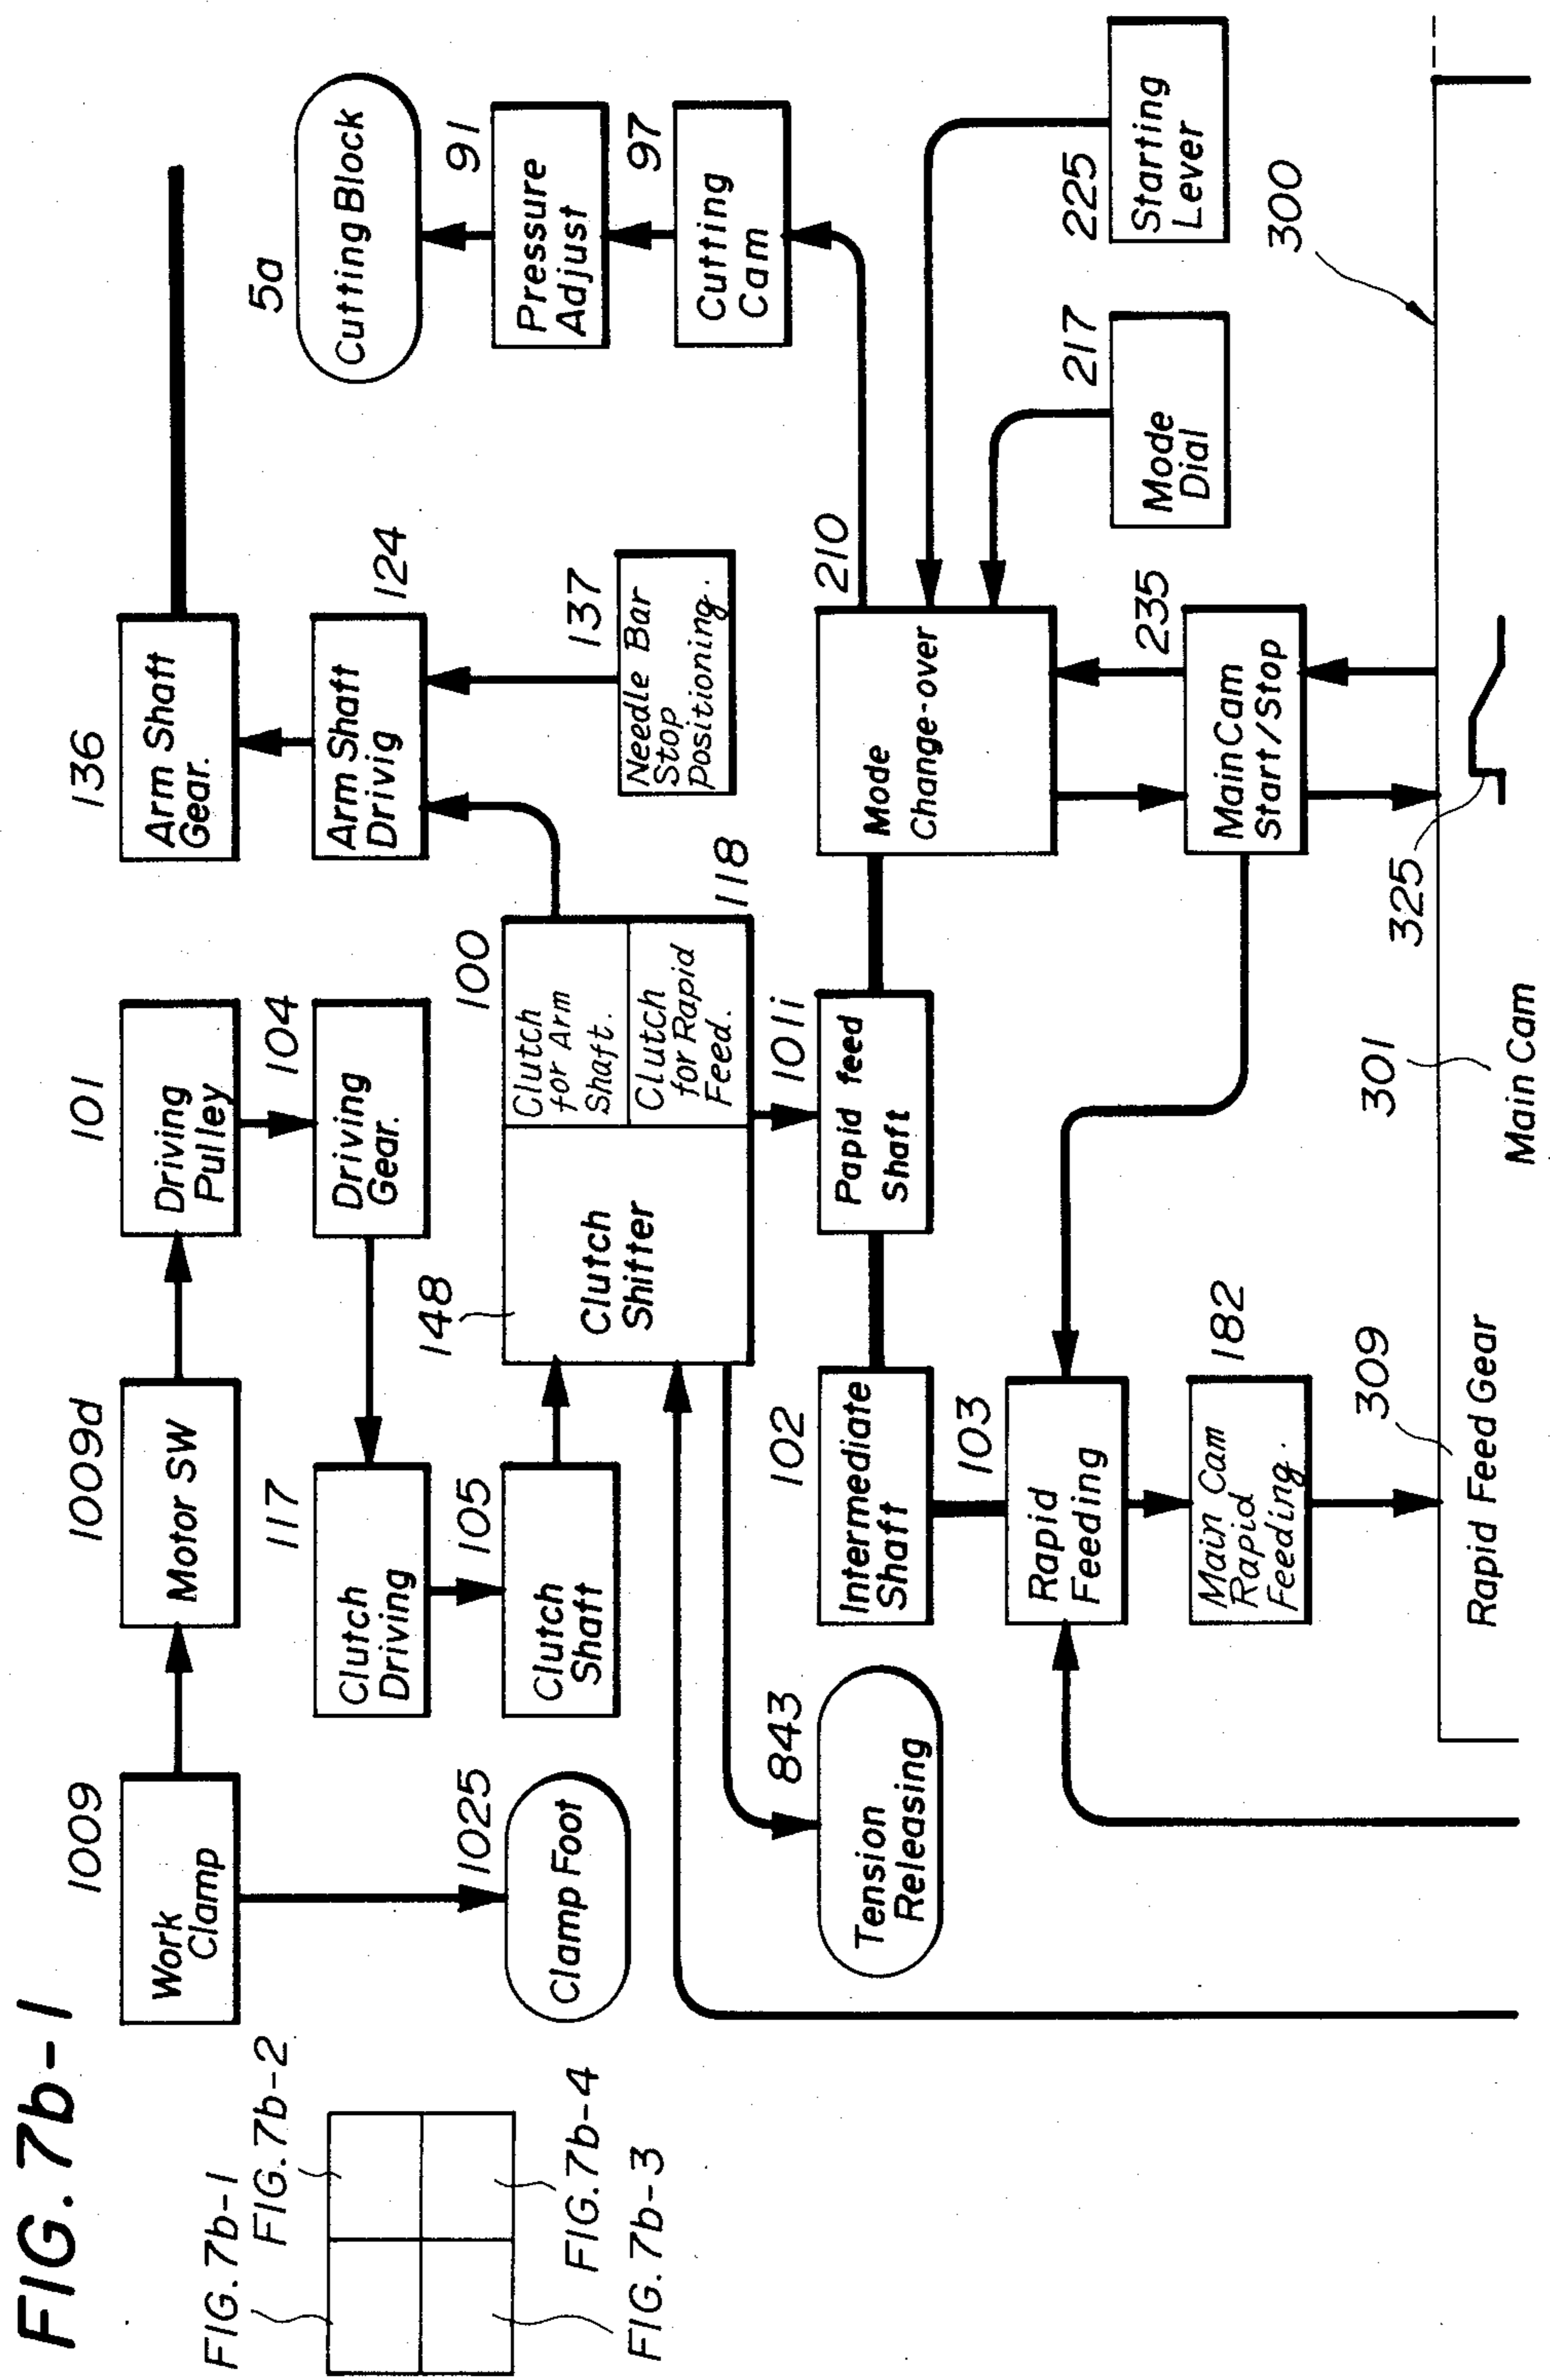 FIG. 7b-1
FIG. 7b-1
FIG. 7b-2
FIG. 7b-4
FIG. 7b-3
1009
Work
Clamp
1009d
Motor SW
101
Driving
Pulley
136
Arm Shaft
Gear.
117
Clutch
Driving
104
Driving
Gear.
124
Arm Shaft
Drivig
5a
Cutting Block
1025
Clamp Foot
105
Clutch
Shaft
148
Clutch
Shifter
100
Clutch
for Arm
Shaft.
Clutch
for Rapid
Feed.
118
137
Needle Bar
Stop
Positioning.
91
Pressure
Adjust
97
Cutting
Cam
843
Tension
Releasing
102
Intermediate
Shaft
101i
Papid feed
Shaft
210
Mode
Change-over
103
Rapid
Feeding
182
Main Cam
Rapid
Feeding.
235
Main Cam
Start/Stop
217
Mode
Dial
225
Starting
Lever
309
Rapid Feed Gear
301
Main Cam
325
300